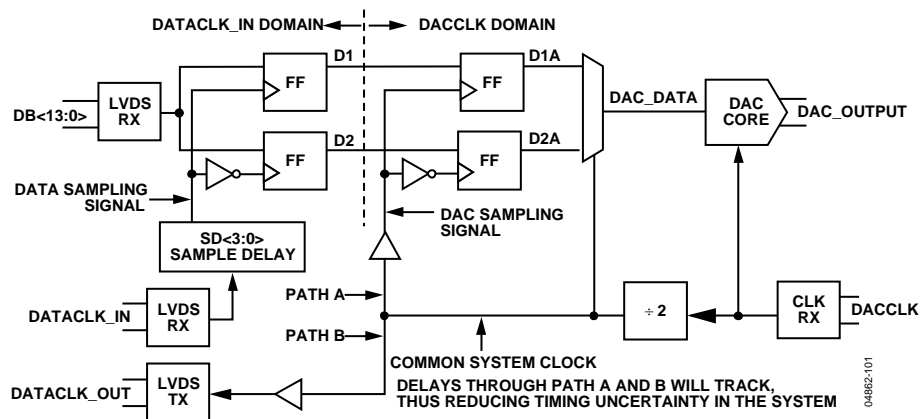 DATACLK_IN DOMAIN
DACCLK DOMAIN
D1
D1A
FF
FF
LVDS
RX
DB<13:0>
DAC_DATA
DAC
CORE
DAC_OUTPUT
D2
D2A
FF
FF
DATA SAMPLING
SIGNAL
DAC SAMPLING
SIGNAL
SD<3:0>
SAMPLE DELAY
PATH A
DATACLK_IN
LVDS
RX
÷ 2
CLK
RX
DACCLK
PATH B
COMMON SYSTEM CLOCK
DATACLK_OUT
LVDS
TX
DELAYS THROUGH PATH A AND B WILL TRACK,
THUS REDUCING TIMING UNCERTAINTY IN THE SYSTEM
04862-101